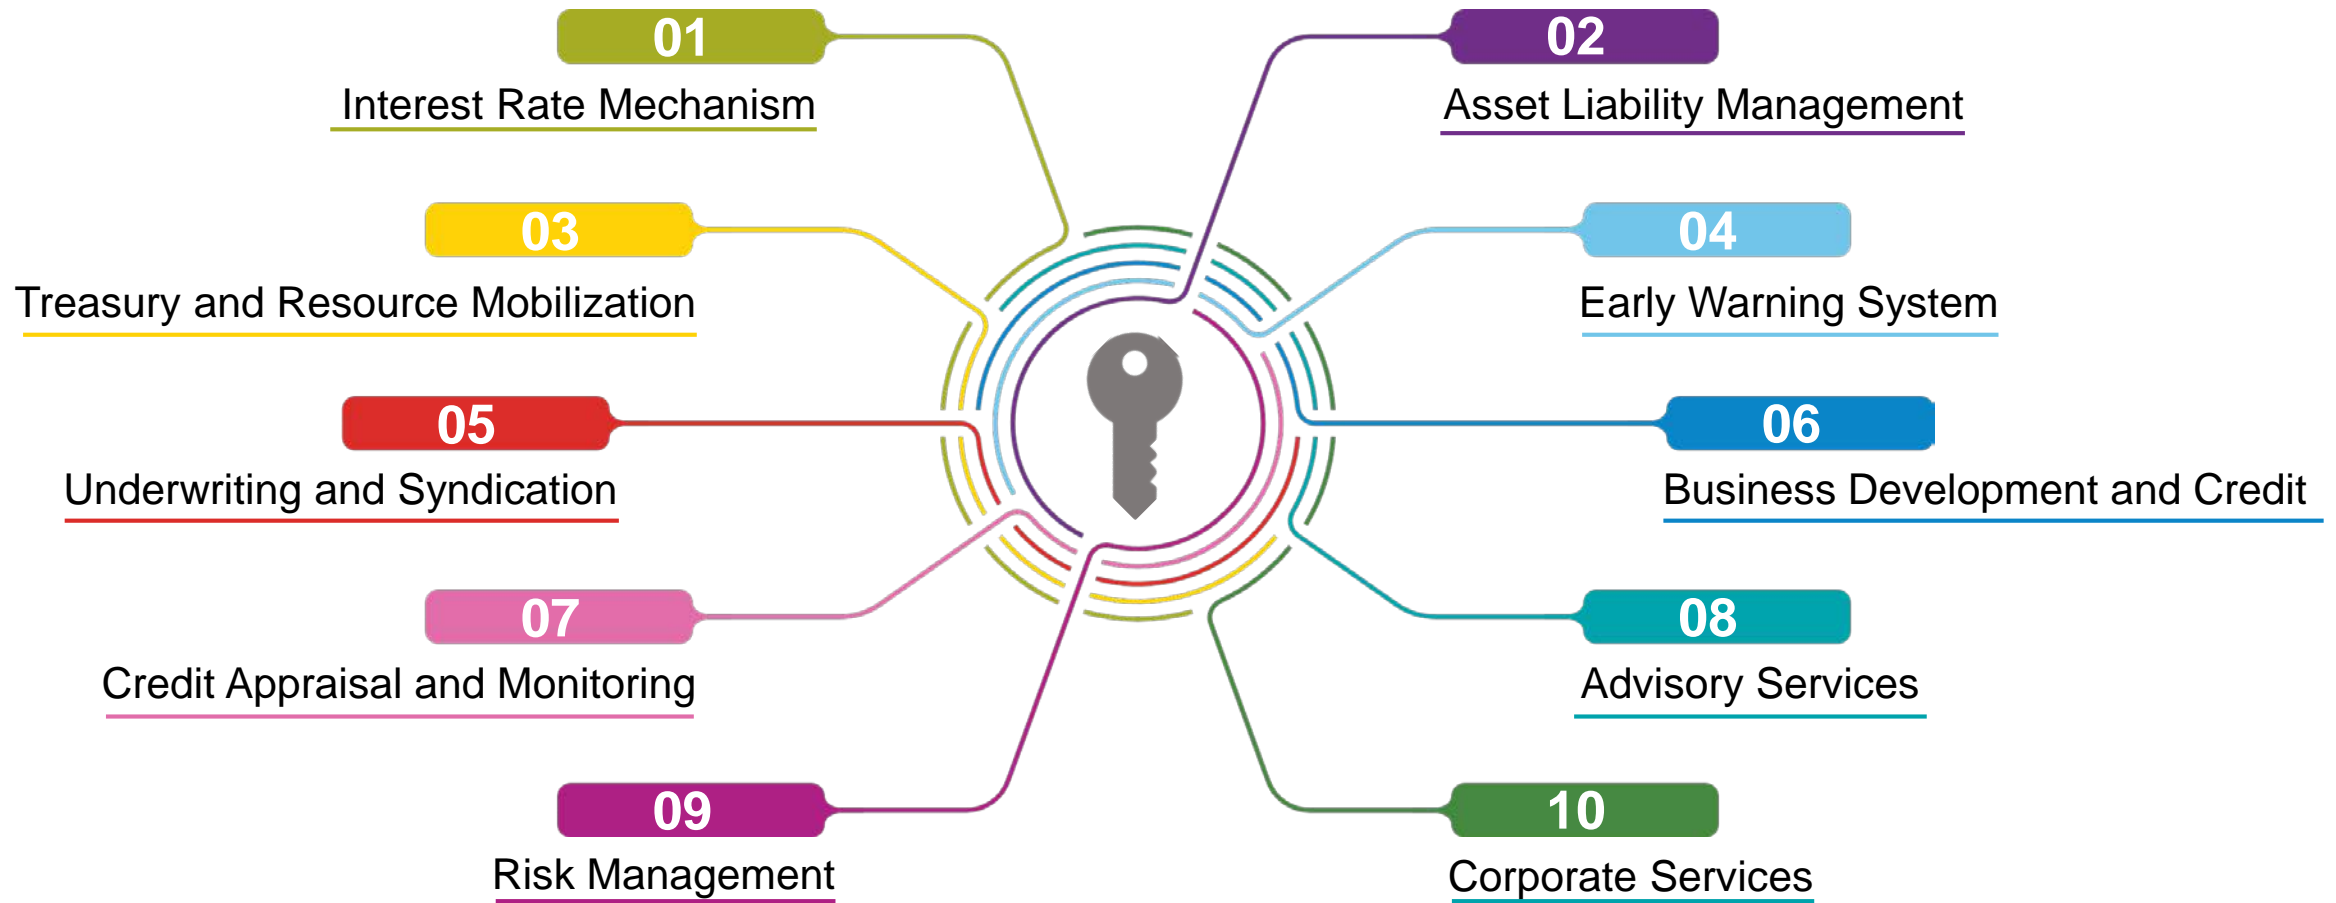 01
Interest Rate Mechanism
02
Asset Liability Management
03
Treasury and Resource Mobilization
04
Early Warning System
05
Underwriting and Syndication
06
Business Development and Credit
07
Credit Appraisal and Monitoring
08
Advisory Services
09
Risk Management
10
Corporate Services